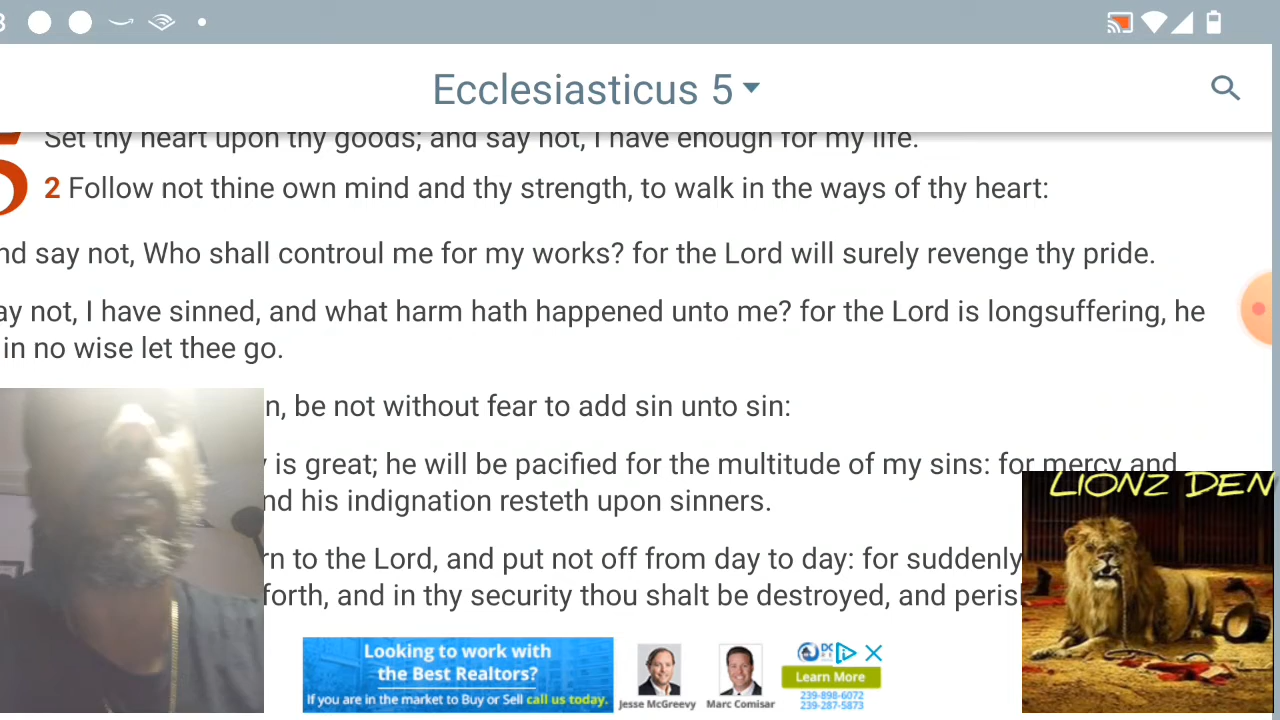 Ecclesiasticus 5
Set thy heart upon thy goods; and say not, I have enough for my life.
2 Follow not thine own mind and thy strength, to walk in the ways of thy heart:
nd say not, Who shall controul me for my works? for the Lord will surely revenge thy pride.
ay not, I have sinned, and what harm hath happened unto me? for the Lord is longsuffering, he
in no wise let thee go.
n, be not without fear to add sin unto sin:
is great; he will be pacified for the multitude of my sins: for mercy and
nd his indignation resteth upon sinners.
rn to the Lord, and put not off from day to day: for suddenly
forth, and in thy security thou shalt be destroyed, and peris
LIONZ DEN
Looking to work with
the Best Realtors?
If you are in the market to Buy or Sell call us today.
Jesse McGreevy
Marc Comisar
Learn More
239-898-6072
239-287-5873